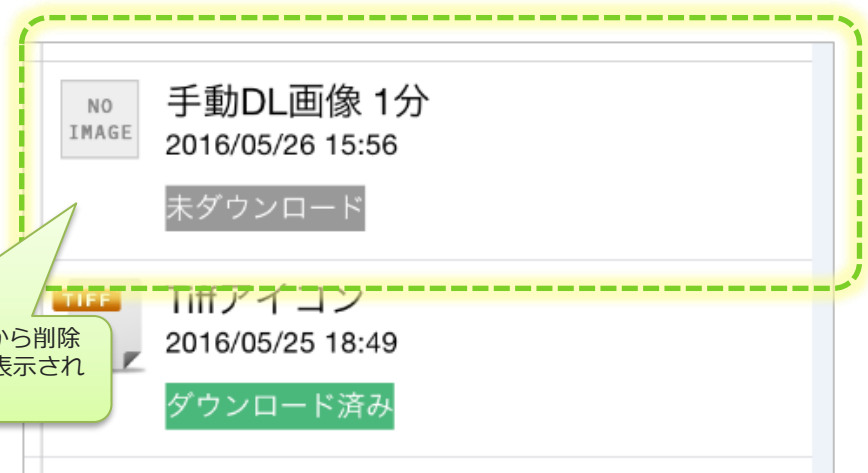 NO
IMAGE
手動DL画像 1分
2016/05/26 15:56
未ダウンロード
TIFF
Tiffアイコン
2016/05/25 18:49
ダウンロード済み
から削除
表示され